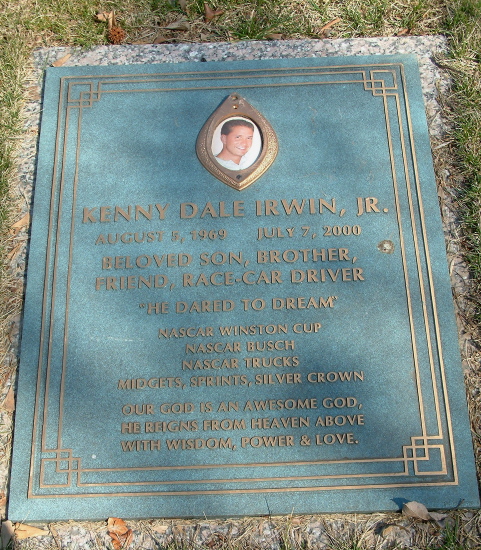 KENNY DALE IRWIN, JR.
AUGUST 5, 1969 JULY 7, 2000
BELOVED SON, BROTHER,
FRIEND, RACE-CAR DRIVER
"HE DARED TO DREAM"
NASCAR WINSTON CUP
NASCAR BUSCH
NASCAR TRUCKS
MIDGETS, SPRINTS, SILVER CROWN
OUR GOD IS AN AWESOME GOD,
HE REIGNS FROM HEAVEN ABOVE
WITH WISDOM, POWER & LOVE.